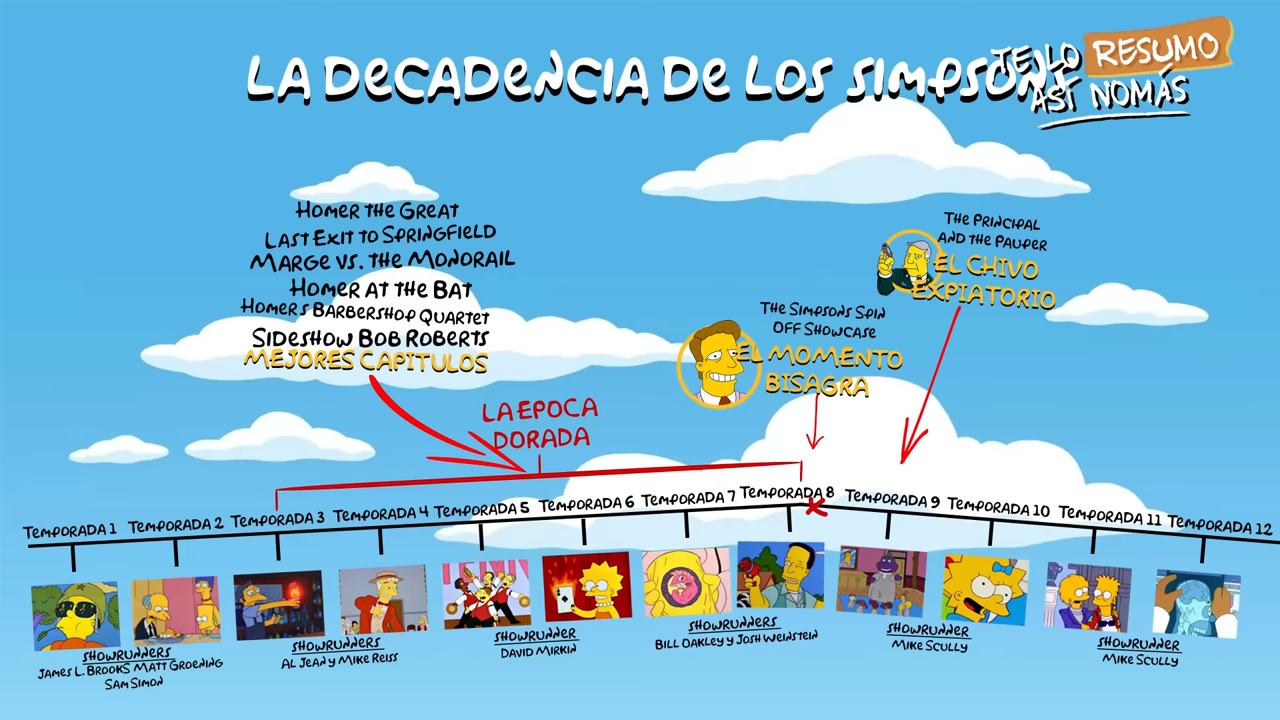 LA DECADENCIA DE LOS SIMPSONS
TE LO RESUMO
ASÍ NOMÁS
HOMER THE GREAT
LAST EXIT TO SPRINGFIELD
MARGE VS. THE MONORAIL
HOMER AT THE BAT
HOMERS BARBERSHOP QUARTET
SIDESHOW BOB ROBERTS
MEJORES CAPITULOS
LA EPOCA
DORADA
THE SIMPSONS SPIN
OFF SHOWCASE
EL MOMENTO
BISAGRA
THE PRINCIPAL
AND THE PAUPER
EL CHIVO
EXPIATORIO
TEMPORADA 1
TEMPORADA 2
TEMPORADA 3
TEMPORADA 4
TEMPORADA 5
TEMPORADA 6
TEMPORADA 7
TEMPORADA 8
TEMPORADA 9
TEMPORADA 10
TEMPORADA 11
TEMPORADA 12
SHOWRUNNERS
JAMES L. BROOKS MATT GROENING
SAM SIMON
SHOWRUNNERS
AL JEAN Y MIKE REISS
SHOWRUNNER
DAVID MIRKIN
SHOWRUNNERS
BILL OAKLEY Y JOSH WEINSTEIN
SHOWRUNNER
MIKE SCULLY
SHOWRUNNER
MIKE SCULLY